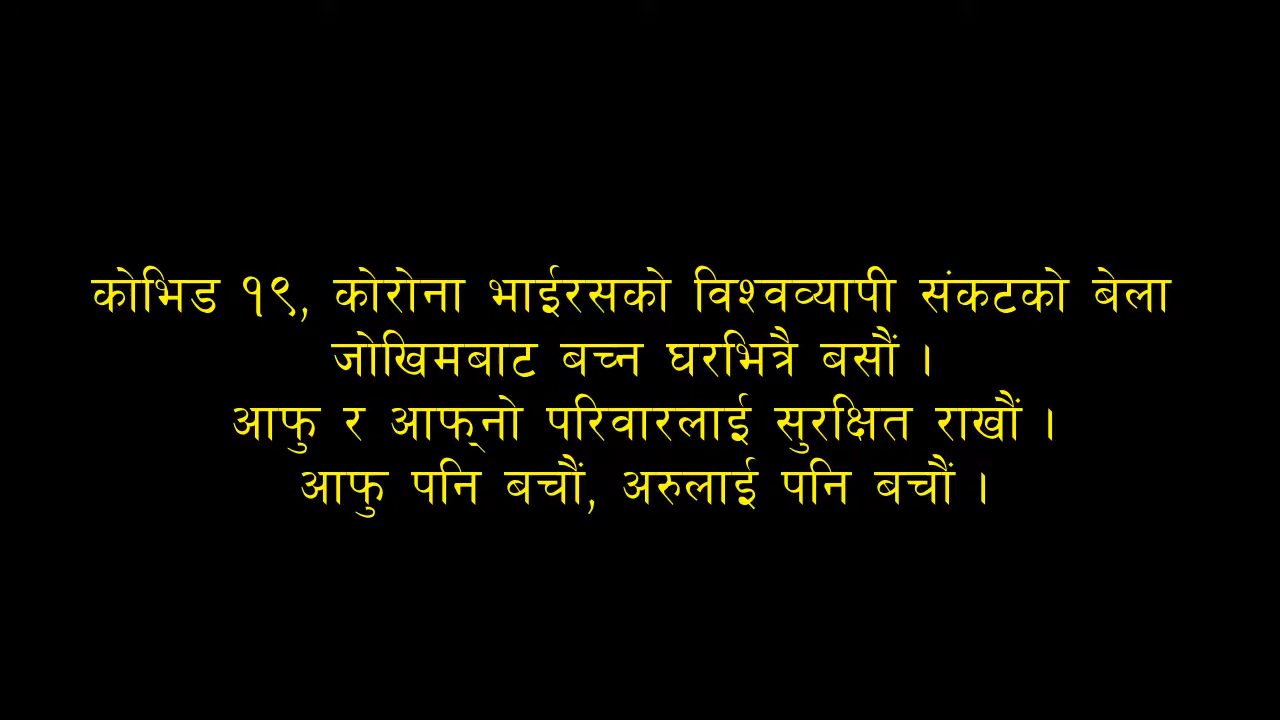 कोभिड १९, कोरोना भाईरसको विश्वव्यापी संकटको बेला
जोखिमबाट बच्न घरभित्रै बसौं ।
आफु र आफ्‌नो परिवारलाई सुरक्षित राखौं ।
आफु पनि बचौं, अरुलाई पनि बचौं ।